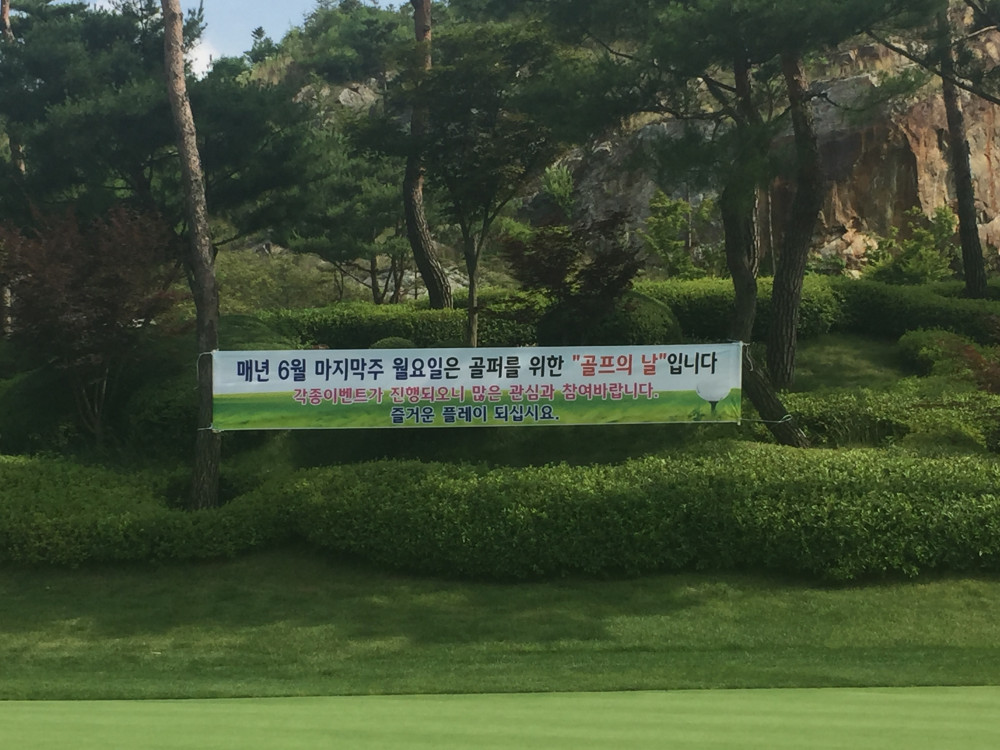 매년 6월 마지막주 월요일은 골퍼를 위한 "골프의 날"입니다
각종이벤트가 진행되오니 많은 관심과 참여바랍니다.
즐거운 플레이 되십시요.